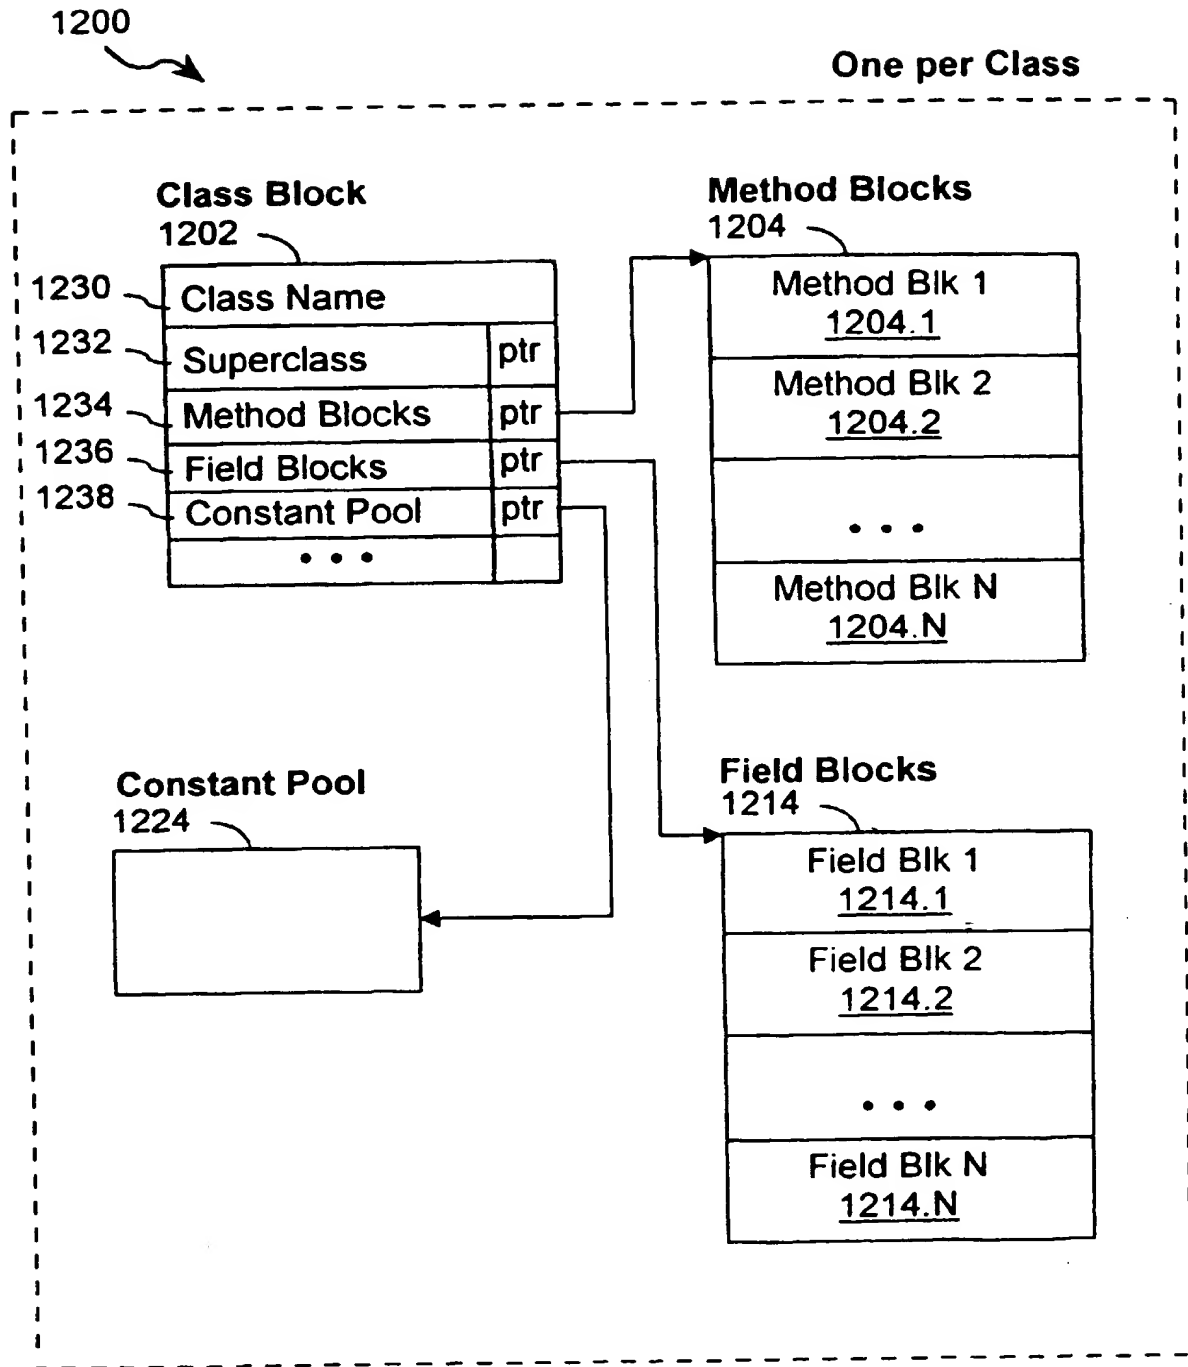 1200
One per Class
Class Block
1202
1230
Class Name
1232
Superclass ptr
1234
Method Blocks ptr
1236
Field Blocks ptr
1238
Constant Pool ptr
• • •
Method Blocks
1204
Method Blk 1
1204.1
Method Blk 2
1204.2
• • •
Method Blk N
1204.N
Constant Pool
1224
Field Blocks
1214
Field Blk 1
1214.1
Field Blk 2
1214.2
• • •
Field Blk N
1214.N